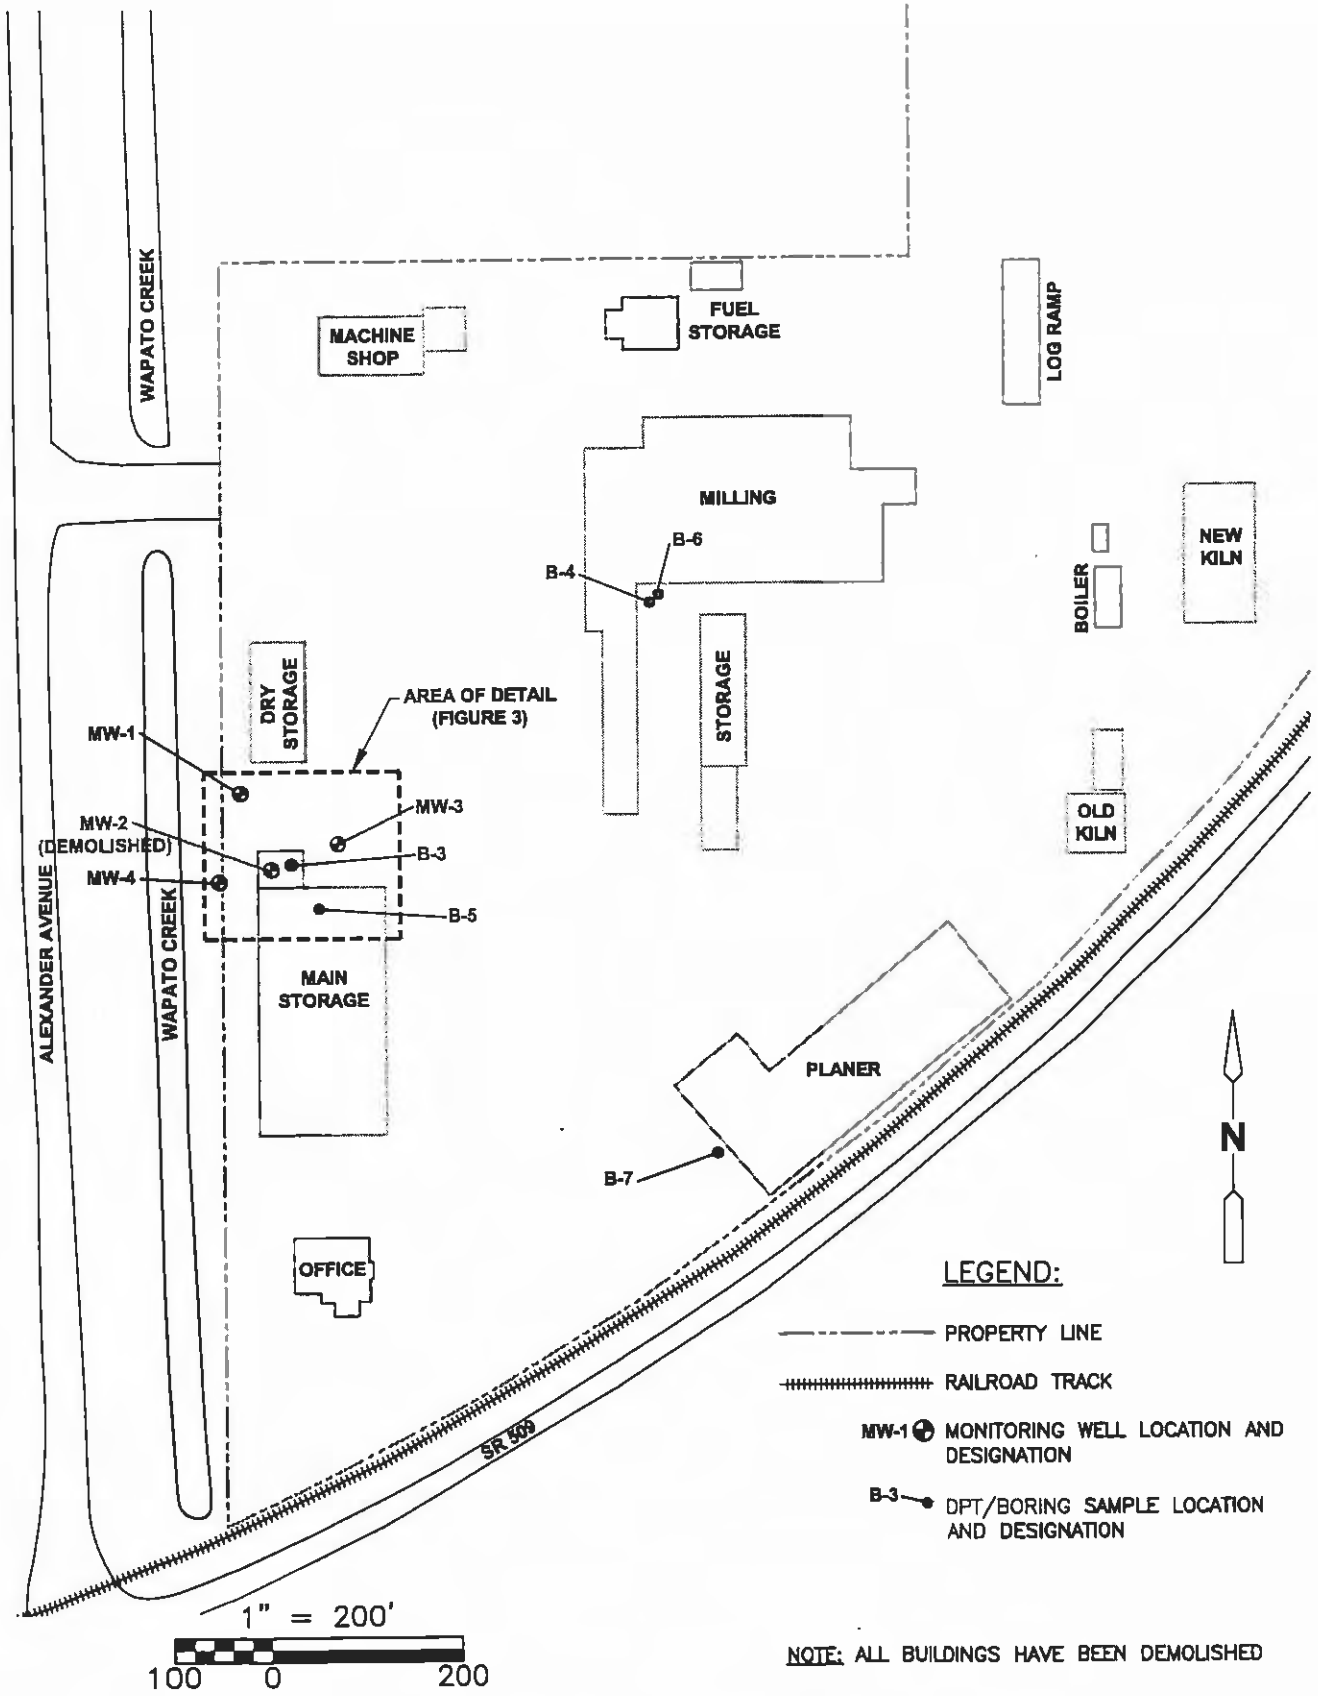 WAPATO CREEK
MACHINE
SHOP
FUEL
STORAGE
LOG RAMP
MILLING
B-6
B-4
NEW
KILN
BOILER
DRY
STORAGE
STORAGE
AREA OF DETAIL
(FIGURE 3)
MW-1
MW-3
MW-2
(DEMOLISHED)
B-3
MW-4
B-5
OLD
KILN
ALEXANDER AVENUE
WAPATO CREEK
MAIN
STORAGE
PLANER
B-7
N
OFFICE
SR 509
LEGEND:
PROPERTY LINE
RAILROAD TRACK
MW-1 MONITORING WELL LOCATION AND
DESIGNATION
B-3 DPT/BORING SAMPLE LOCATION
AND DESIGNATION
1" = 200'
100 0 200
NOTE: ALL BUILDINGS HAVE BEEN DEMOLISHED